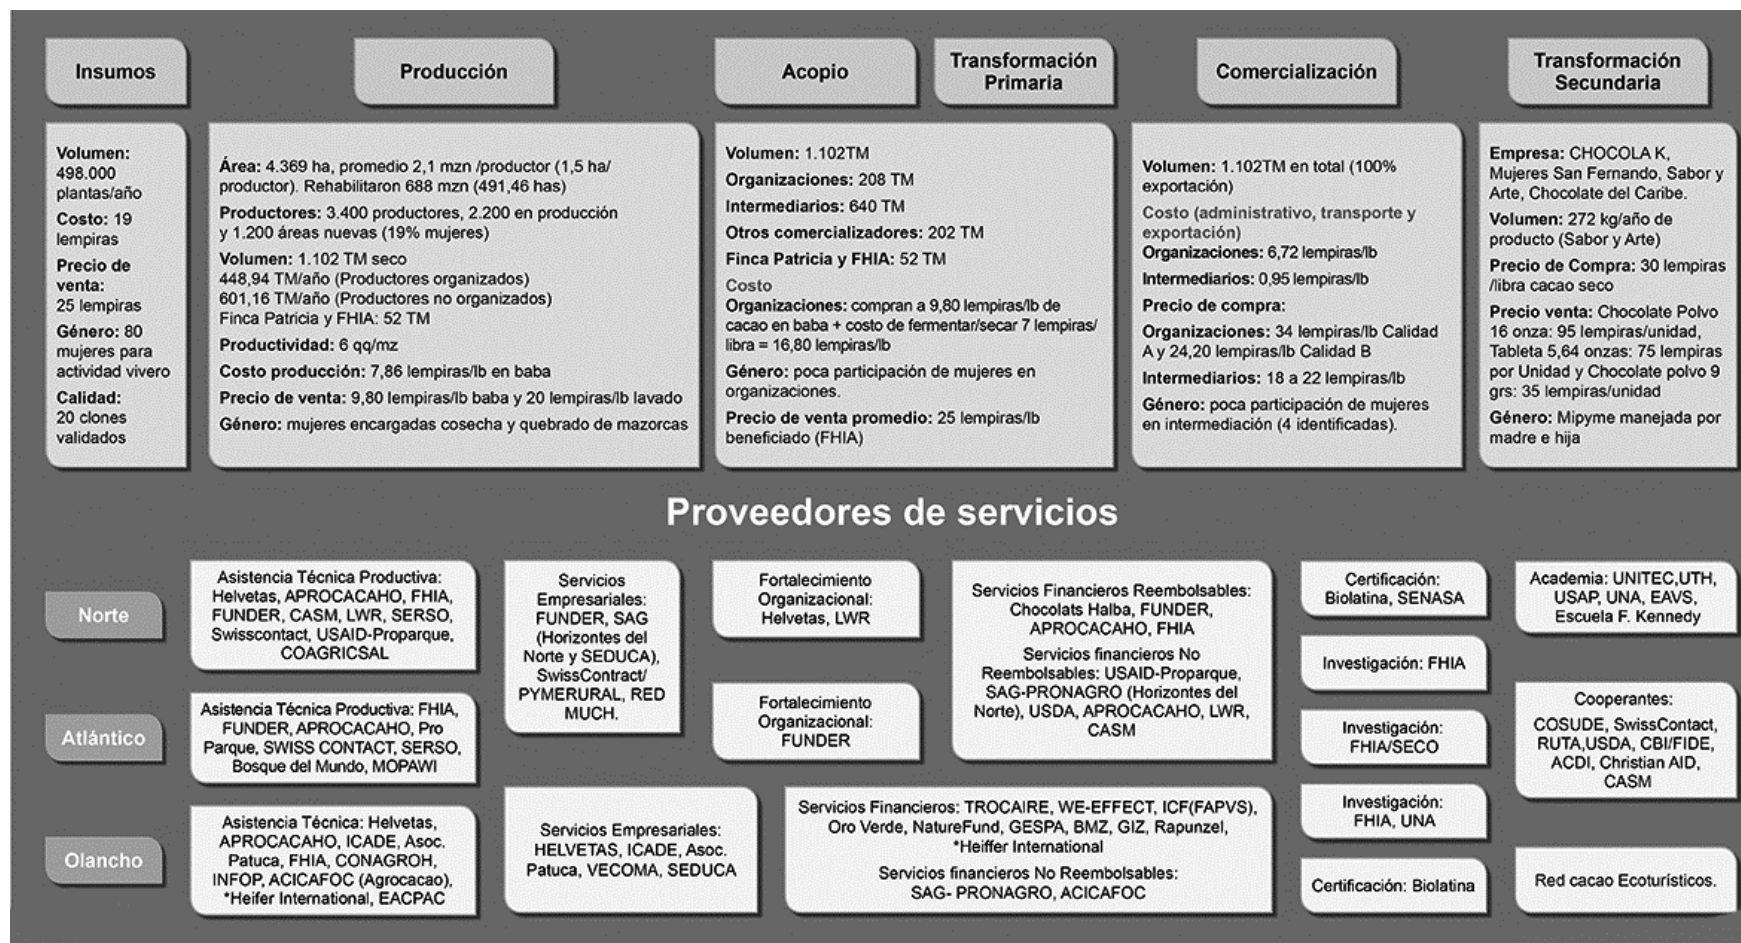 Insumos
Producción
Acopio
Transformación
Primaria
Comercialización
Transformación
Secundaria
Volumen:
498.000
plantas/año
Costo: 19
lempiras
Precio de
venta:
25 lempiras
Género: 80
mujeres para
actividad vivero
Calidad:
20 clones
validados
Área: 4.369 ha, promedio 2,1 mzn /productor (1,5 ha/
productor). Rehabilitaron 688 mzn (491,46 has)
Productores: 3.400 productores, 2.200 en producción
y 1.200 áreas nuevas (19% mujeres)
Volumen: 1.102 TM seco
448,94 TM/año (Productores organizados)
601,16 TM/año (Productores no organizados)
Finca Patricia y FHIA: 52 TM
Productividad: 6 qq/mz
Costo producción: 7,86 lempiras/lb en baba
Precio de venta: 9,80 lempiras/lb baba y 20 lempiras/lb lavado
Género: mujeres encargadas cosecha y quebrado de mazorcas
Volumen: 1.102TM
Organizaciones: 208 TM
Intermediarios: 640 TM
Otros comercializadores: 202 TM
Finca Patricia y FHIA: 52 TM
Costo
Organizaciones: compran a 9,80 lempiras/lb de
cacao en baba + costo de fermentar/secar 7 lempiras/
libra = 16,80 lempiras/lb
Género: poca participación de mujeres en
organizaciones.
Precio de venta promedio: 25 lempiras/lb
beneficiado (FHIA)
Volumen: 1.102TM en total (100%
exportación)
Costo (administrativo, transporte y
exportación)
Organizaciones: 6,72 lempiras/lb
Intermediarios: 0,95 lempiras/lb
Precio de compra:
Organizaciones: 34 lempiras/lb Calidad
A y 24,20 lempiras/lb Calidad B
Intermediarios: 18 a 22 lempiras/lb
Género: poca participación de mujeres
en intermediación (4 identificadas).
Empresa: CHOCOLA K,
Mujeres San Fernando, Sabor y
Arte, Chocolate del Caribe.
Volumen: 272 kg/año de
producto (Sabor y Arte)
Precio de Compra: 30 lempiras
/libra cacao seco
Precio venta: Chocolate Polvo
16 onza: 95 lempiras/unidad,
Tableta 5,64 onzas: 75 lempiras
por Unidad y Chocolate polvo 9
grs: 35 lempiras/unidad
Género: Mipyme manejada por
madre e hija
Proveedores de servicios
Norte
Asistencia Técnica Productiva:
Helvetas, APROCACAHO, FHIA,
FUNDER, CASM, LWR, SERSO,
Swisscontact, USAID-Proparque,
COAGRICSAL
Servicios
Empresariales:
FUNDER, SAG
(Horizontes del
Norte y SEDUCA),
SwissContract/
PYMERURAL, RED
MUCH.
Fortalecimiento
Organizacional:
Helvetas, LWR
Servicios Financieros Reembolsables:
Chocolats Halba, FUNDER,
APROCACAHO, FHIA
Servicios financieros No
Reembolsables: USAID-Proparque,
SAG-PRONAGRO (Horizontes del
Norte), USDA, APROCACAHO, LWR,
CASM
Certificación:
Biolatina, SENASA
Academia: UNITEC,UTH,
USAP, UNA, EAVS,
Escuela F. Kennedy
Investigación: FHIA
Atlántico
Asistencia Técnica Productiva: FHIA,
FUNDER, APROCACAHO, Pro
Parque, SWISS CONTACT, SERSO,
Bosque del Mundo, MOPAWI
Fortalecimiento
Organizacional:
FUNDER
Investigación:
FHIA/SECO
Cooperantes:
COSUDE, SwissContact,
RUTA,USDA, CBI/FIDE,
ACDI, Christian AID,
CASM
Olancho
Asistencia Técnica: Helvetas,
APROCACAHO, ICADE, Asoc.
Patuca, FHIA, CONAGROH,
INFOP, ACICAFOC (Agrocacao),
*Heifer International, EACPAC
Servicios Empresariales:
HELVETAS, ICADE, Asoc.
Patuca, VECOMA, SEDUCA
Servicios Financieros: TROCAIRE, WE-EFFECT, ICF(FAPVS),
Oro Verde, NatureFund, GESPA, BMZ, GIZ, Rapunzel,
*Heiffer International
Servicios financieros No Reembolsables:
SAG- PRONAGRO, ACICAFOC
Investigación:
FHIA, UNA
Certificación: Biolatina
Red cacao Ecoturísticos.